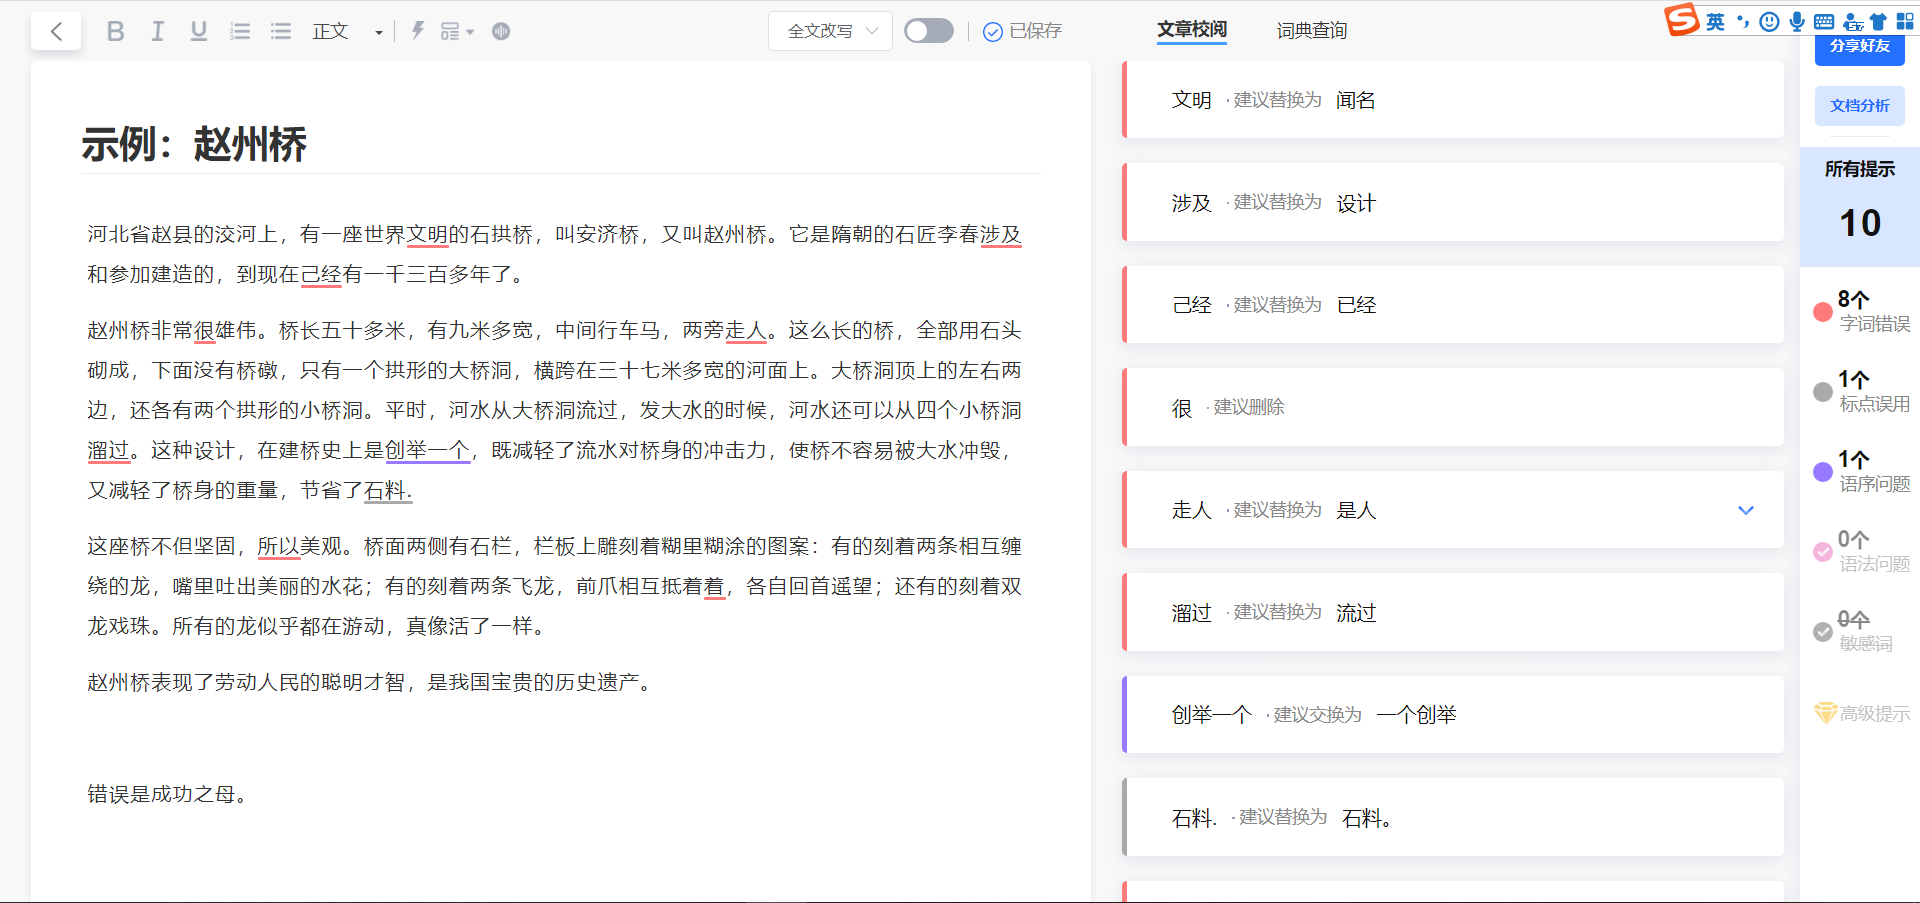 B I U 正文 全文改写 已保存
文章校阅 词典查询
英
分享好友
文档分析
所有提示
10
8个
字词错误
1个
标点误用
1个
语序问题
0个
语法问题
0个
敏感词
高级提示
示例：赵州桥
河北省赵县的洨河上，有一座世界文明的石拱桥，叫安济桥，又叫赵州桥。它是隋朝的石匠李春涉及
和参加建造的，到现在己经有一千三百多年了。
赵州桥非常很雄伟。桥长五十多米，有九米多宽，中间行车马，两旁走人。这么长的桥，全部用石头
砌成，下面没有桥礅，只有一个拱形的大桥洞，横跨在三十七米多宽的河面上。大桥洞顶上的左右两
边，还各有两个拱形的小桥洞。平时，河水从大桥洞流过，发大水的时候，河水还可以从四个小桥洞
溜过。这种设计，在建桥史上是创举一个，既减轻了流水对桥身的冲击力，使桥不容易被大水冲毁，
又减轻了桥身的重量，节省了石料.
这座桥不但坚固，所以美观。桥面两侧有石栏，栏板上雕刻着糊里糊涂的图案：有的刻着两条相互缠
绕的龙，嘴里吐出美丽的水花；有的刻着两条飞龙，前爪相互抵着着，各自回首遥望；还有的刻着双
龙戏珠。所有的龙似乎都在游动，真像活了一样。
赵州桥表现了劳动人民的聪明才智，是我国宝贵的历史遗产。
错误是成功之母。
文明 · 建议替换为 闻名
涉及 · 建议替换为 设计
己经 · 建议替换为 已经
很 · 建议删除
走人 · 建议替换为 是人
溜过 · 建议替换为 流过
创举一个 · 建议交换为 一个创举
石料. · 建议替换为 石料。